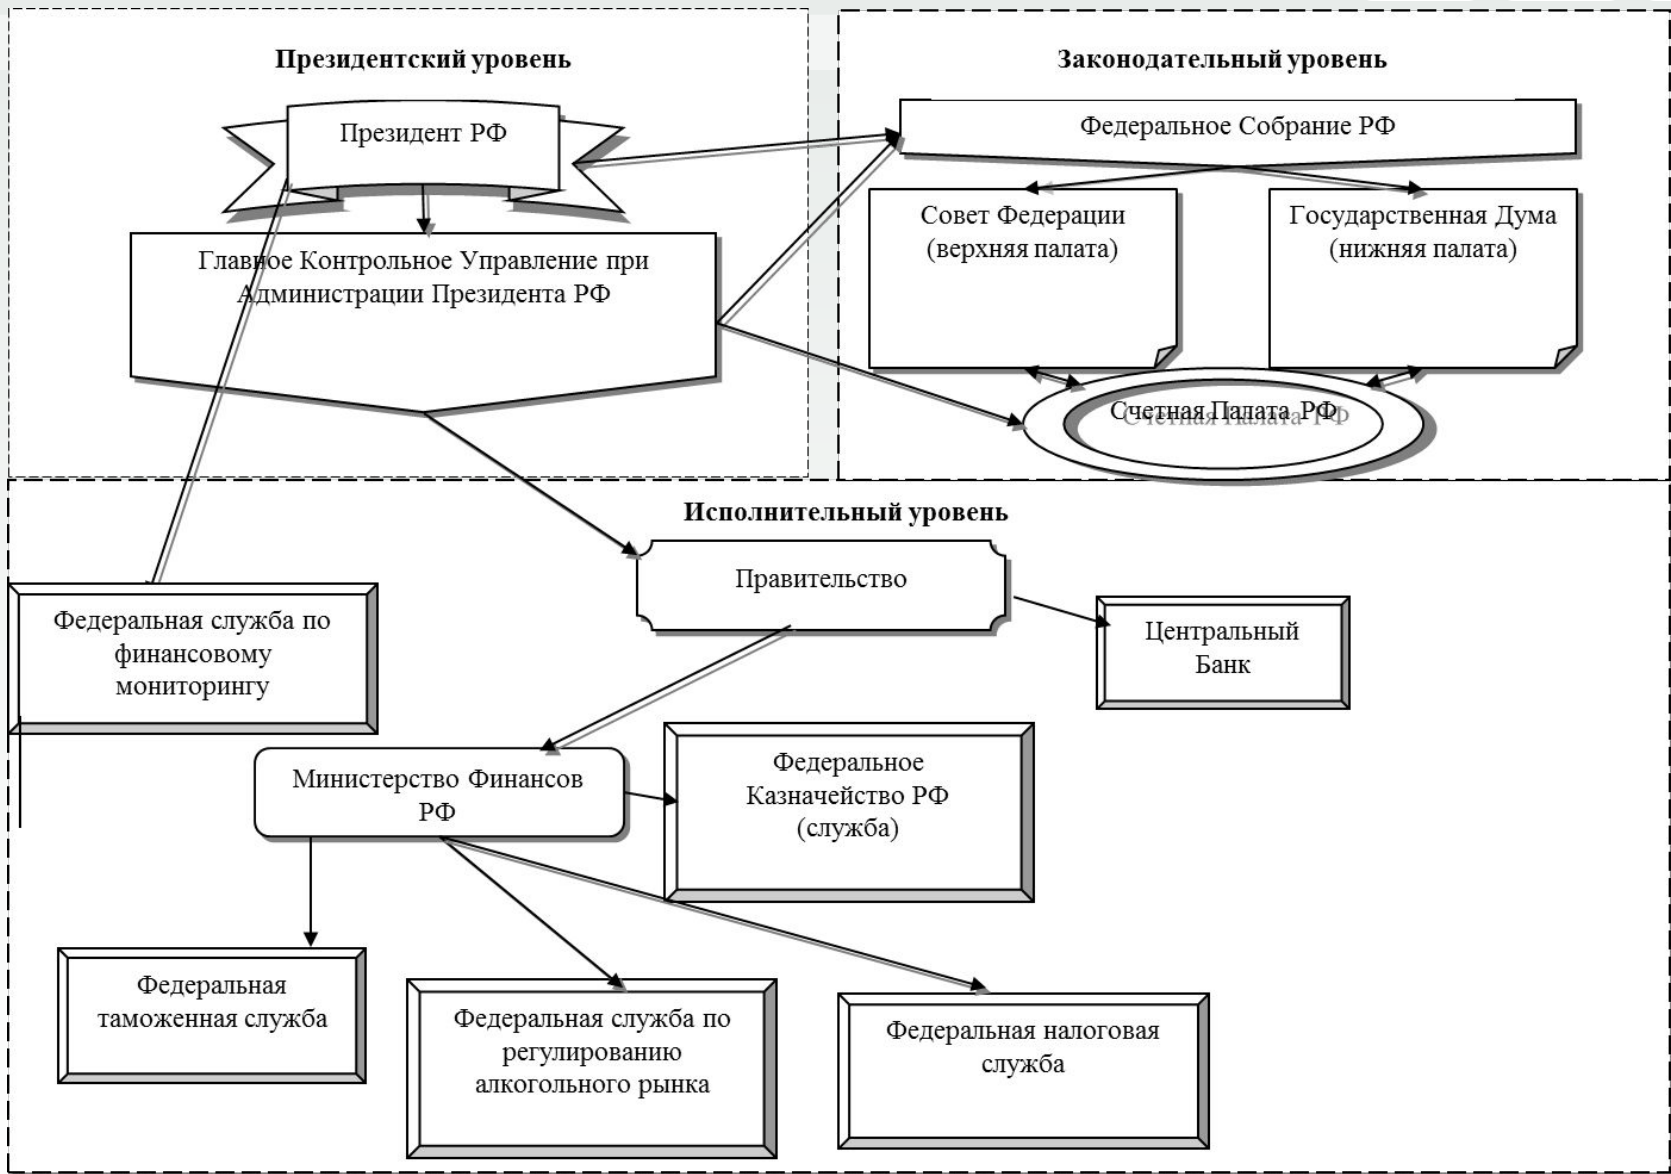 Президентский уровень
Президент РФ
Главное Контрольное Управление при
Администрации Президента РФ
Законодательный уровень
Федеральное Собрание РФ
Совет Федерации
(верхняя палата)
Государственная Дума
(нижняя палата)
Счетная Палата РФ
Исполнительный уровень
Правительство
Центральный
Банк
Федеральная служба по
финансовому
мониторингу
Министерство Финансов
РФ
Федеральное
Казначейство РФ
(служба)
Федеральная
таможенная служба
Федеральная служба по
регулированию
алкогольного рынка
Федеральная налоговая
служба